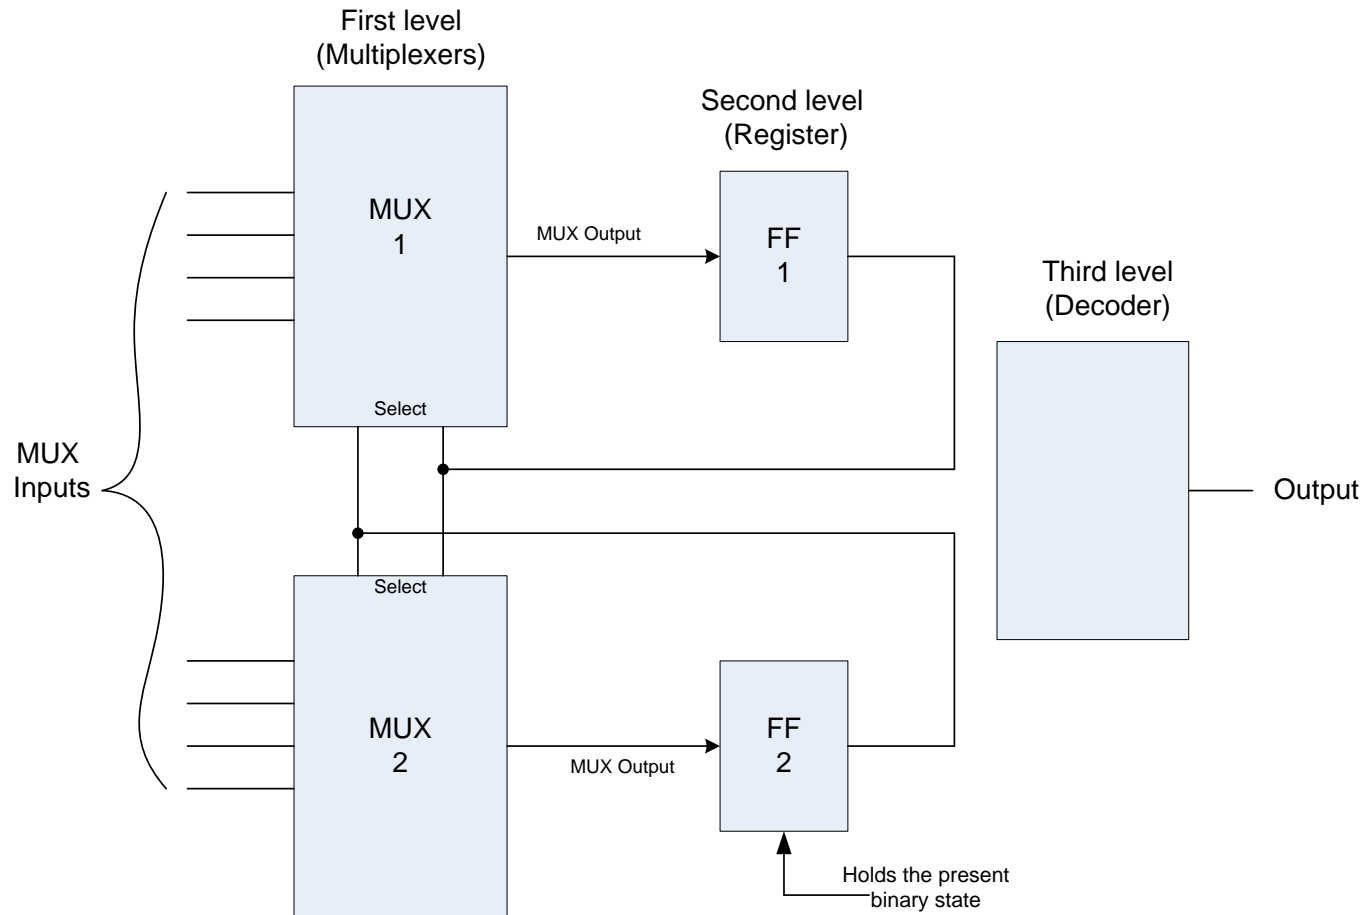 First level
(Multiplexers)
Second level
(Register)
MUX
1
MUX Output
FF
1
Third level
(Decoder)
Select
MUX
Inputs
Output
Select
MUX
2
MUX Output
FF
2
Holds the present
binary state